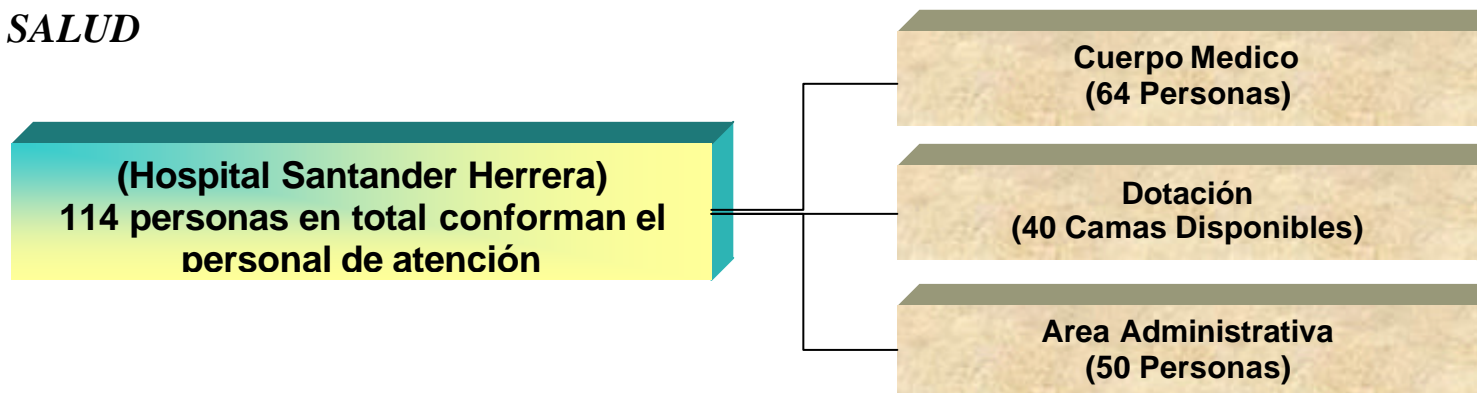 SALUD
(Hospital Santander Herrera)
114 personas en total conforman el
personal de atención
Cuerpo Medico
(64 Personas)
Dotación
(40 Camas Disponibles)
Area Administrativa
(50 Personas)